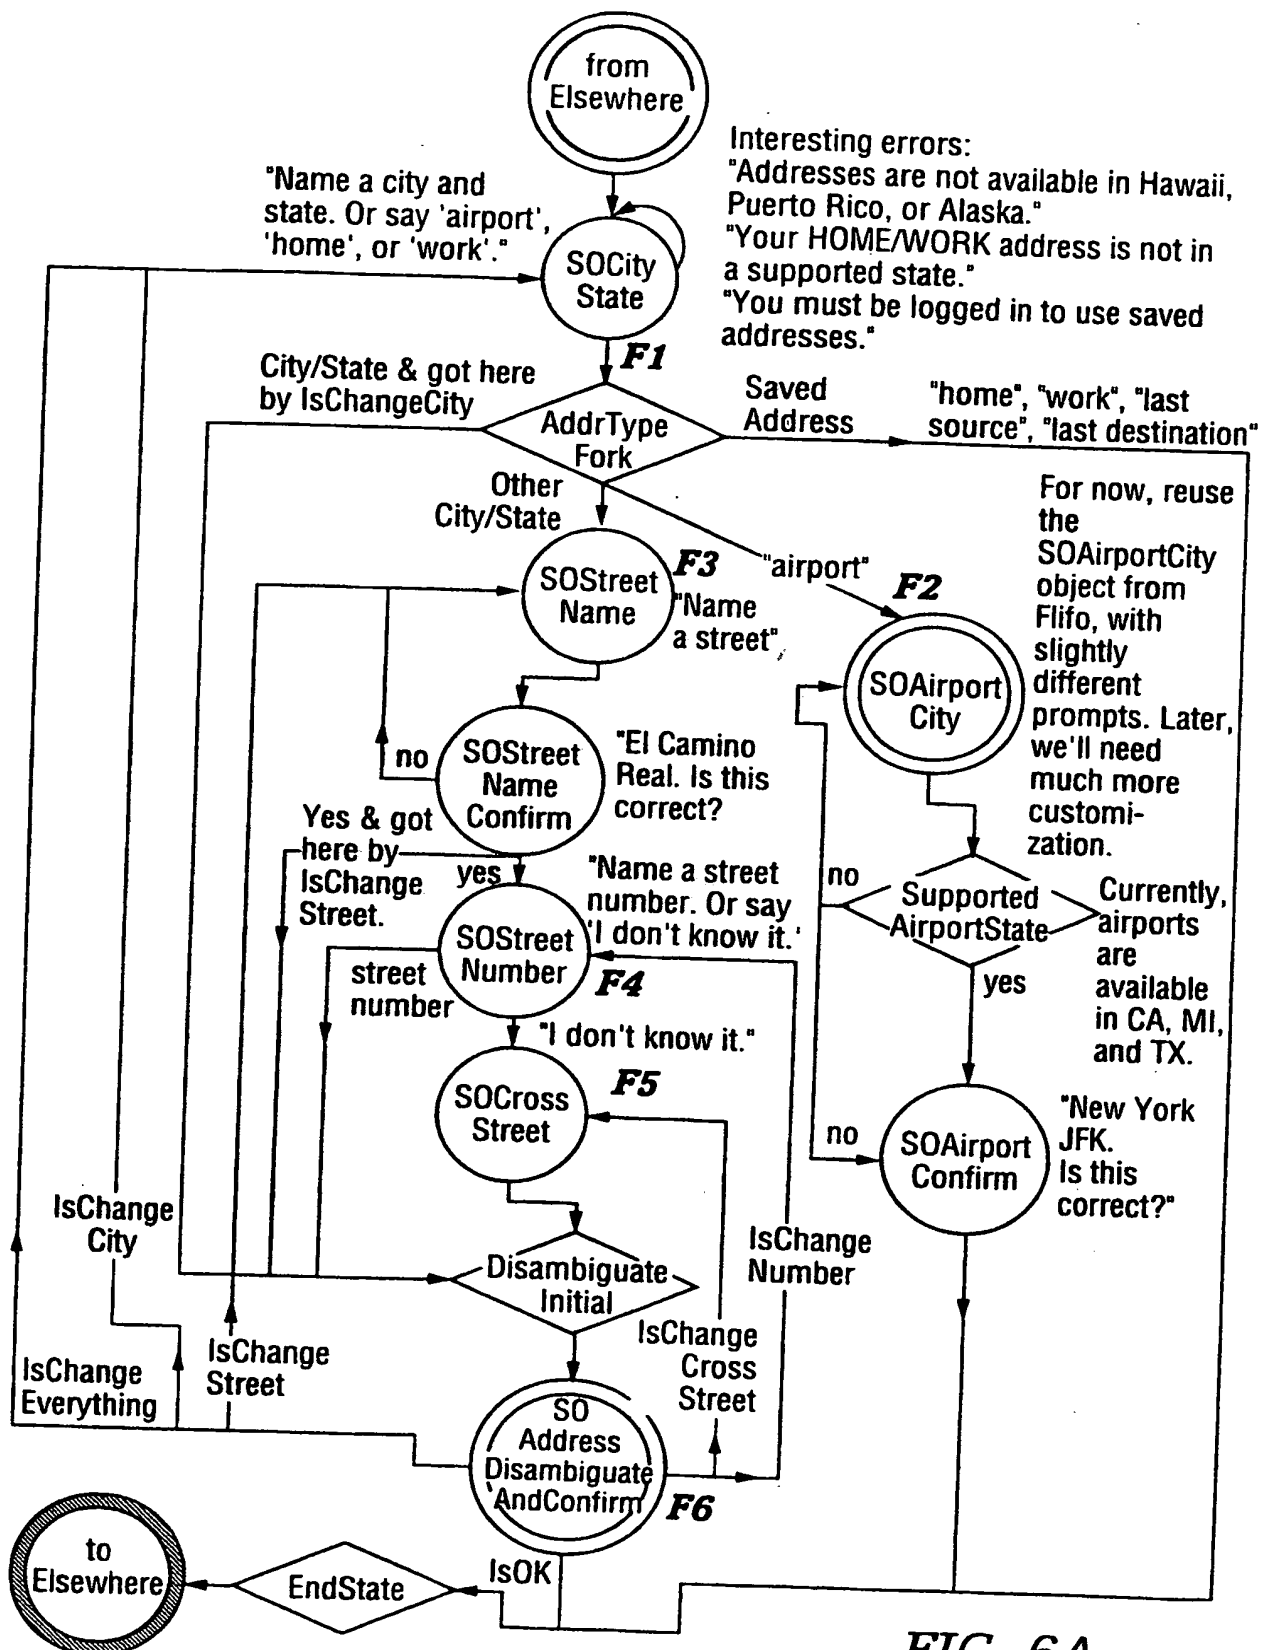 from
Elsewhere
Interesting errors:
"Addresses are not available in Hawaii,
Puerto Rico, or Alaska."
"Your HOME/WORK address is not in
a supported state."
"You must be logged in to use saved
addresses."
"Name a city and
state. Or say 'airport',
'home', or 'work'."
SOCity
State
F1
City/State & got here
by IsChangeCity
AddrType
Fork
Saved
Address
"home", "work", "last
source", "last destination"
Other
City/State
"airport"
For now, reuse
the
SOAirportCity
object from
Flifo, with
slightly
different
prompts. Later,
we'll need
much more
customi-
zation.
SOStreet
Name
F3
"Name
a street"
F2
SOAirport
City
no
SOStreet
Name
Confirm
"El Camino
Real. Is this
correct?
Yes & got
here by
IsChange
Street.
yes
"Name a street
number. Or say
'I don't know it.'
no
Supported
AirportState
Currently,
airports
are
available
in CA, MI,
and TX.
SOStreet
Number
F4
street
number
yes
"I don't know it."
F5
SOCross
Street
no
SOAirport
Confirm
"New York
JFK.
Is this
correct?"
IsChange
City
Disambiguate
Initial
IsChange
Number
IsChange
Cross
Street
IsChange
Street
IsChange
Everything
SO
Address
Disambiguate
AndConfirm
F6
to
Elsewhere
EndState
IsOK
FIG. 6A